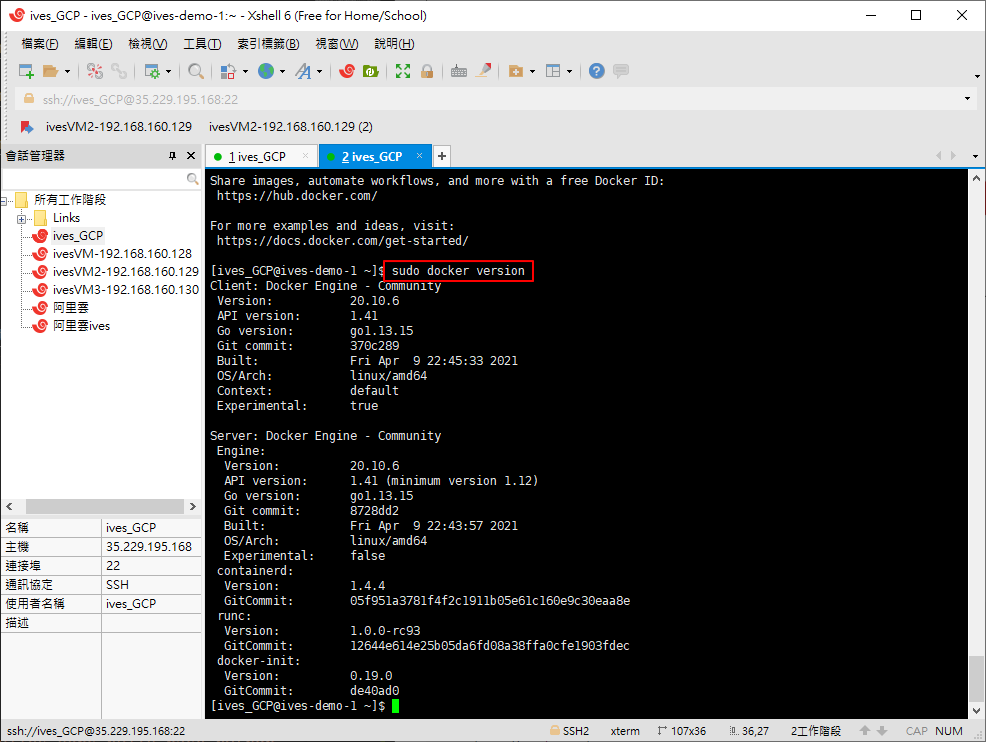 ives_GCP - ives_GCP@ives-demo-1:~ - Xshell 6 (Free for Home/School)
檔案(F) 編輯(E) 檢視(V) 工具(T) 索引標籤(B) 視窗(W) 說明(H)
ssh://ives_GCP@35.229.195.168:22
ivesVM2-192.168.160.129 ivesVM2-192.168.160.129 (2)
會話管理器
1 ives_GCP
2 ives_GCP
所有工作階段
Links
ives_GCP
ivesVM-192.168.160.128
ivesVM2-192.168.160.129
ivesVM3-192.168.160.130
阿里雲
阿里雲ives
名稱 ives_GCP
主機 35.229.195.168
連接埠 22
通訊協定 SSH
使用者名稱 ives_GCP
描述
Share images, automate workflows, and more with a free Docker ID:
https://hub.docker.com/
For more examples and ideas, visit:
https://docs.docker.com/get-started/
[ives_GCP@ives-demo-1 ~]$ sudo docker version
Client: Docker Engine - Community
Version: 20.10.6
API version: 1.41
Go version: go1.13.15
Git commit: 370c289
Built: Fri Apr  9 22:45:33 2021
OS/Arch: linux/amd64
Context: default
Experimental: true
Server: Docker Engine - Community
Engine:
Version: 20.10.6
API version: 1.41 (minimum version 1.12)
Go version: go1.13.15
Git commit: 8728dd2
Built: Fri Apr  9 22:43:57 2021
OS/Arch: linux/amd64
Experimental: false
containerd:
Version: 1.4.4
GitCommit: 05f951a3781f4f2c1911b05e61c160e9c30eaa8e
runc:
Version: 1.0.0-rc93
GitCommit: 12644e614e25b05da6fd08a38ffa0cfe1903fdec
docker-init:
Version: 0.19.0
GitCommit: de40ad0
[ives_GCP@ives-demo-1 ~]$
ssh://ives_GCP@35.229.195.168:22 SSH2 xterm 107x36 36,27 2工作階段 CAP NUM